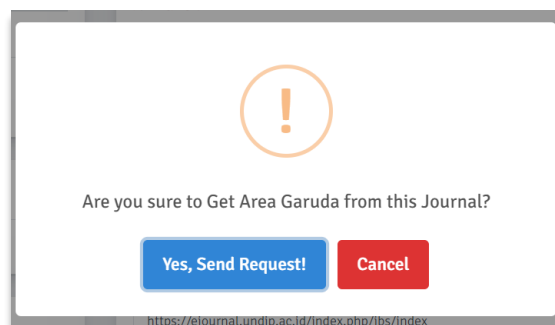 !
Are you sure to Get Area Garuda from this Journal?
Yes, Send Request!
Cancel
https://ejournal.undip.ac.id/index.php/jbs/index